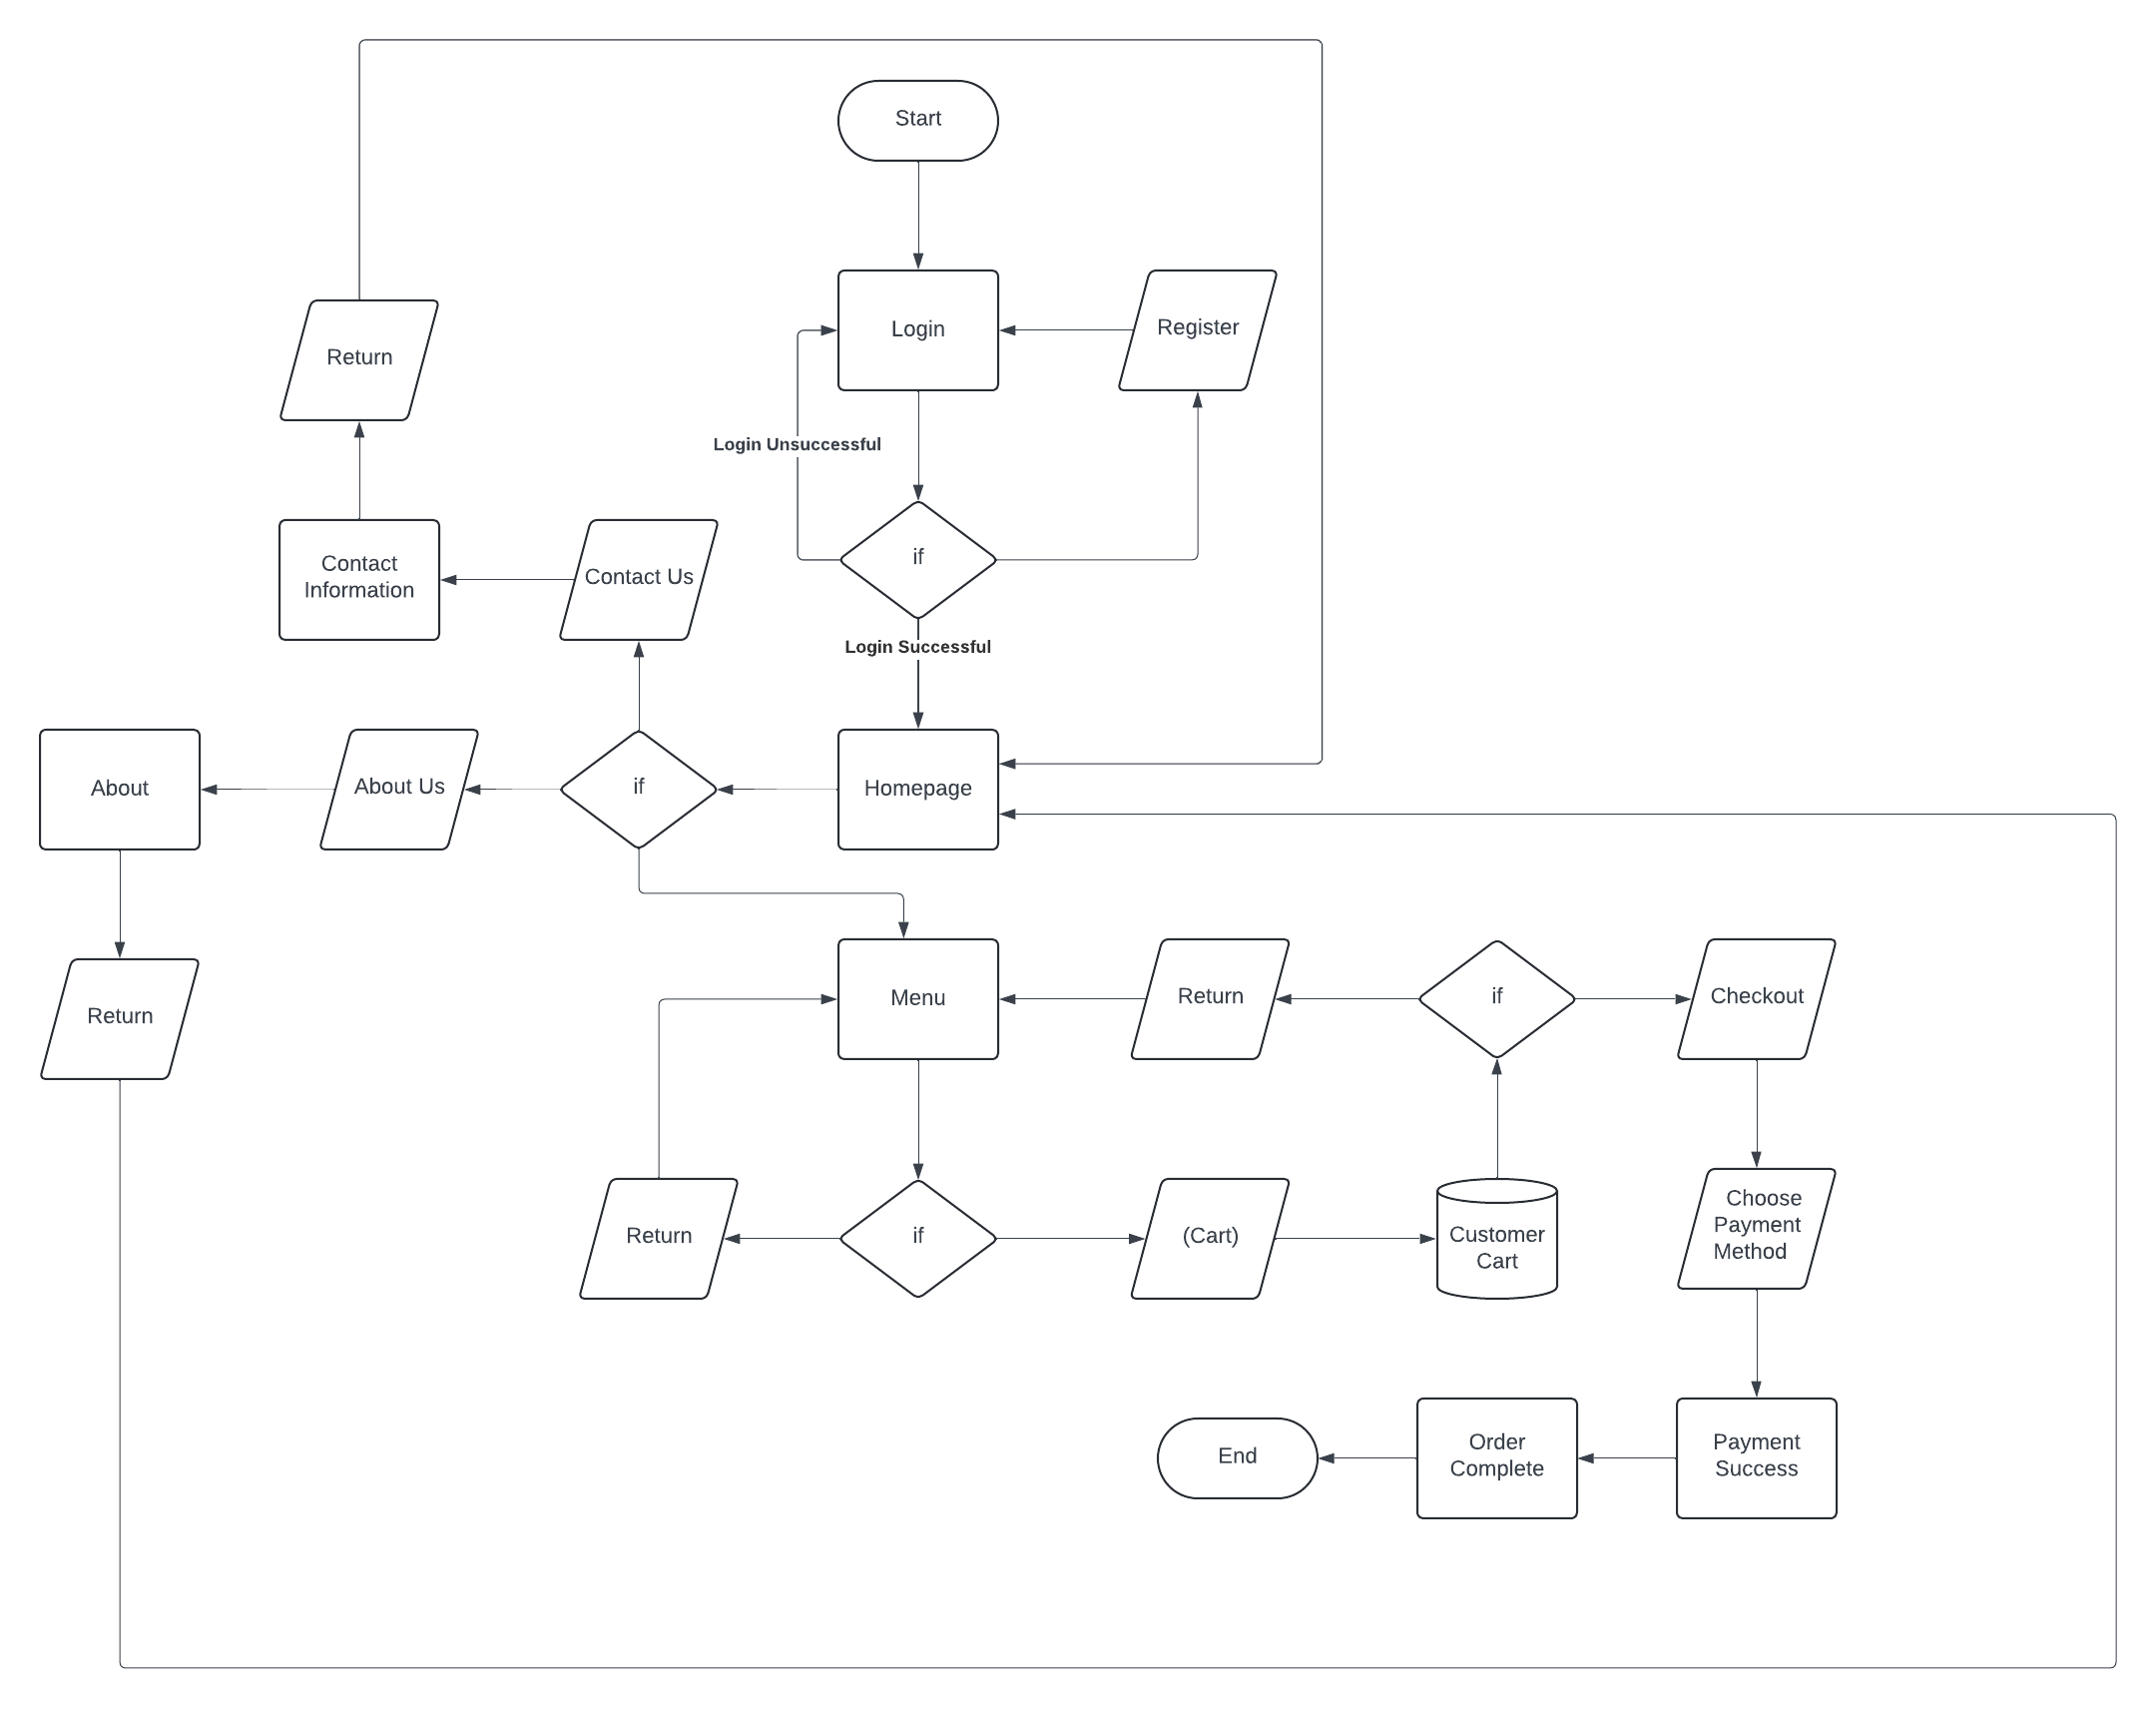 Start
Login
Register
Return
Login Unsuccessful
if
Contact
Information
Contact Us
Login Successful
About
About Us
if
Homepage
Return
Menu
Return
if
Checkout
Return
if
(Cart)
Customer
Cart
Choose
Payment
Method
End
Order
Complete
Payment
Success